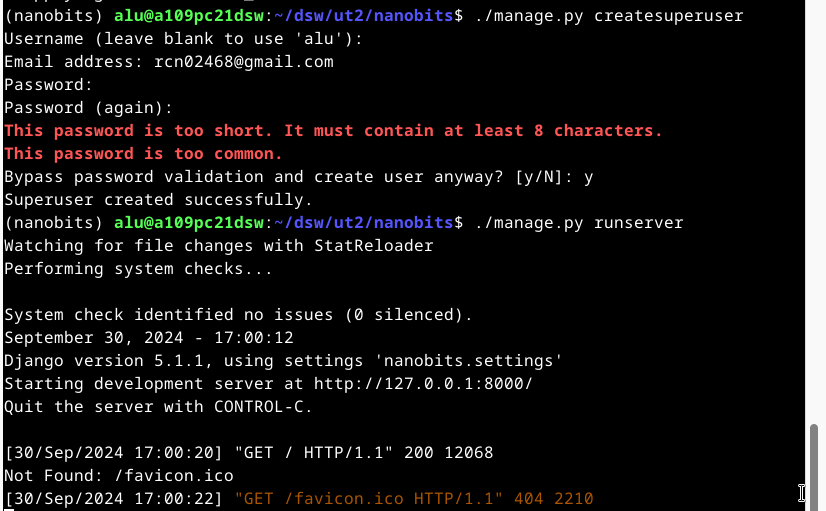 (nanobits) alu@a109pc21dsw:~/dsw/ut2/nanobits$ ./manage.py createsuperuser
Username (leave blank to use 'alu'):
Email address: rcn02468@gmail.com
Password:
Password (again):
This password is too short. It must contain at least 8 characters.
This password is too common.
Bypass password validation and create user anyway? [y/N]: y
Superuser created successfully.
(nanobits) alu@a109pc21dsw:~/dsw/ut2/nanobits$ ./manage.py runserver
Watching for file changes with StatReloader
Performing system checks...
System check identified no issues (0 silenced).
September 30, 2024 - 17:00:12
Django version 5.1.1, using settings 'nanobits.settings'
Starting development server at http://127.0.0.1:8000/
Quit the server with CONTROL-C.
[30/Sep/2024 17:00:20] "GET / HTTP/1.1" 200 12068
Not Found: /favicon.ico
[30/Sep/2024 17:00:22] "GET /favicon.ico HTTP/1.1" 404 2210